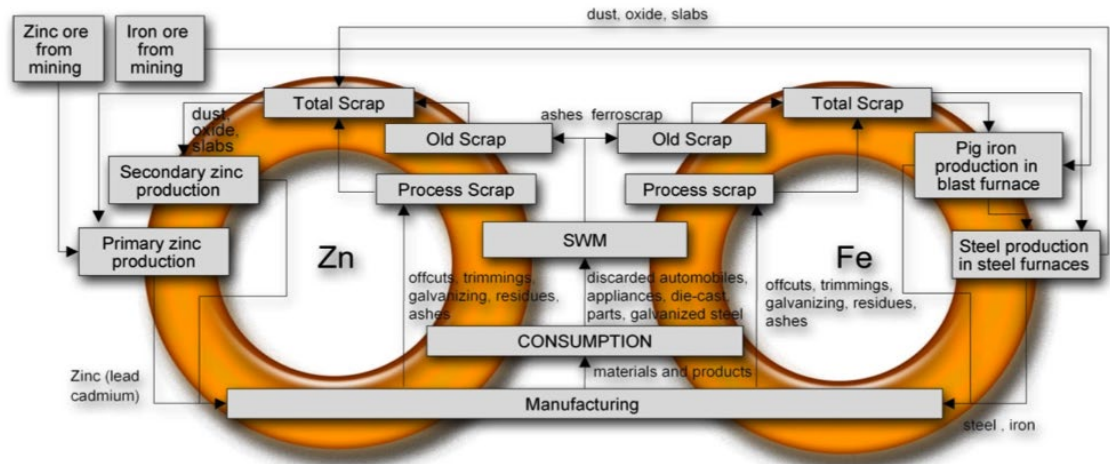 dust, oxide, slabs
Zinc ore
from
mining
Iron ore
from
mining
Total Scrap
Total Scrap
dust,
oxide,
slabs
Old Scrap
ashes ferroscrap
Old Scrap
Pig iron
production in
blast furnace
Secondary zinc
production
Process Scrap
Process scrap
Primary zinc
production
Zn
SWM
Fe
Steel production
in steel furnaces
offcuts, trimmings,
galvanizing, residues,
ashes
discarded automobiles,
appliances, die-cast,
parts, galvanized steel
offcuts, trimmings,
galvanizing, residues,
ashes
CONSUMPTION
Zinc (lead
cadmium)
materials and products
Manufacturing
steel , iron